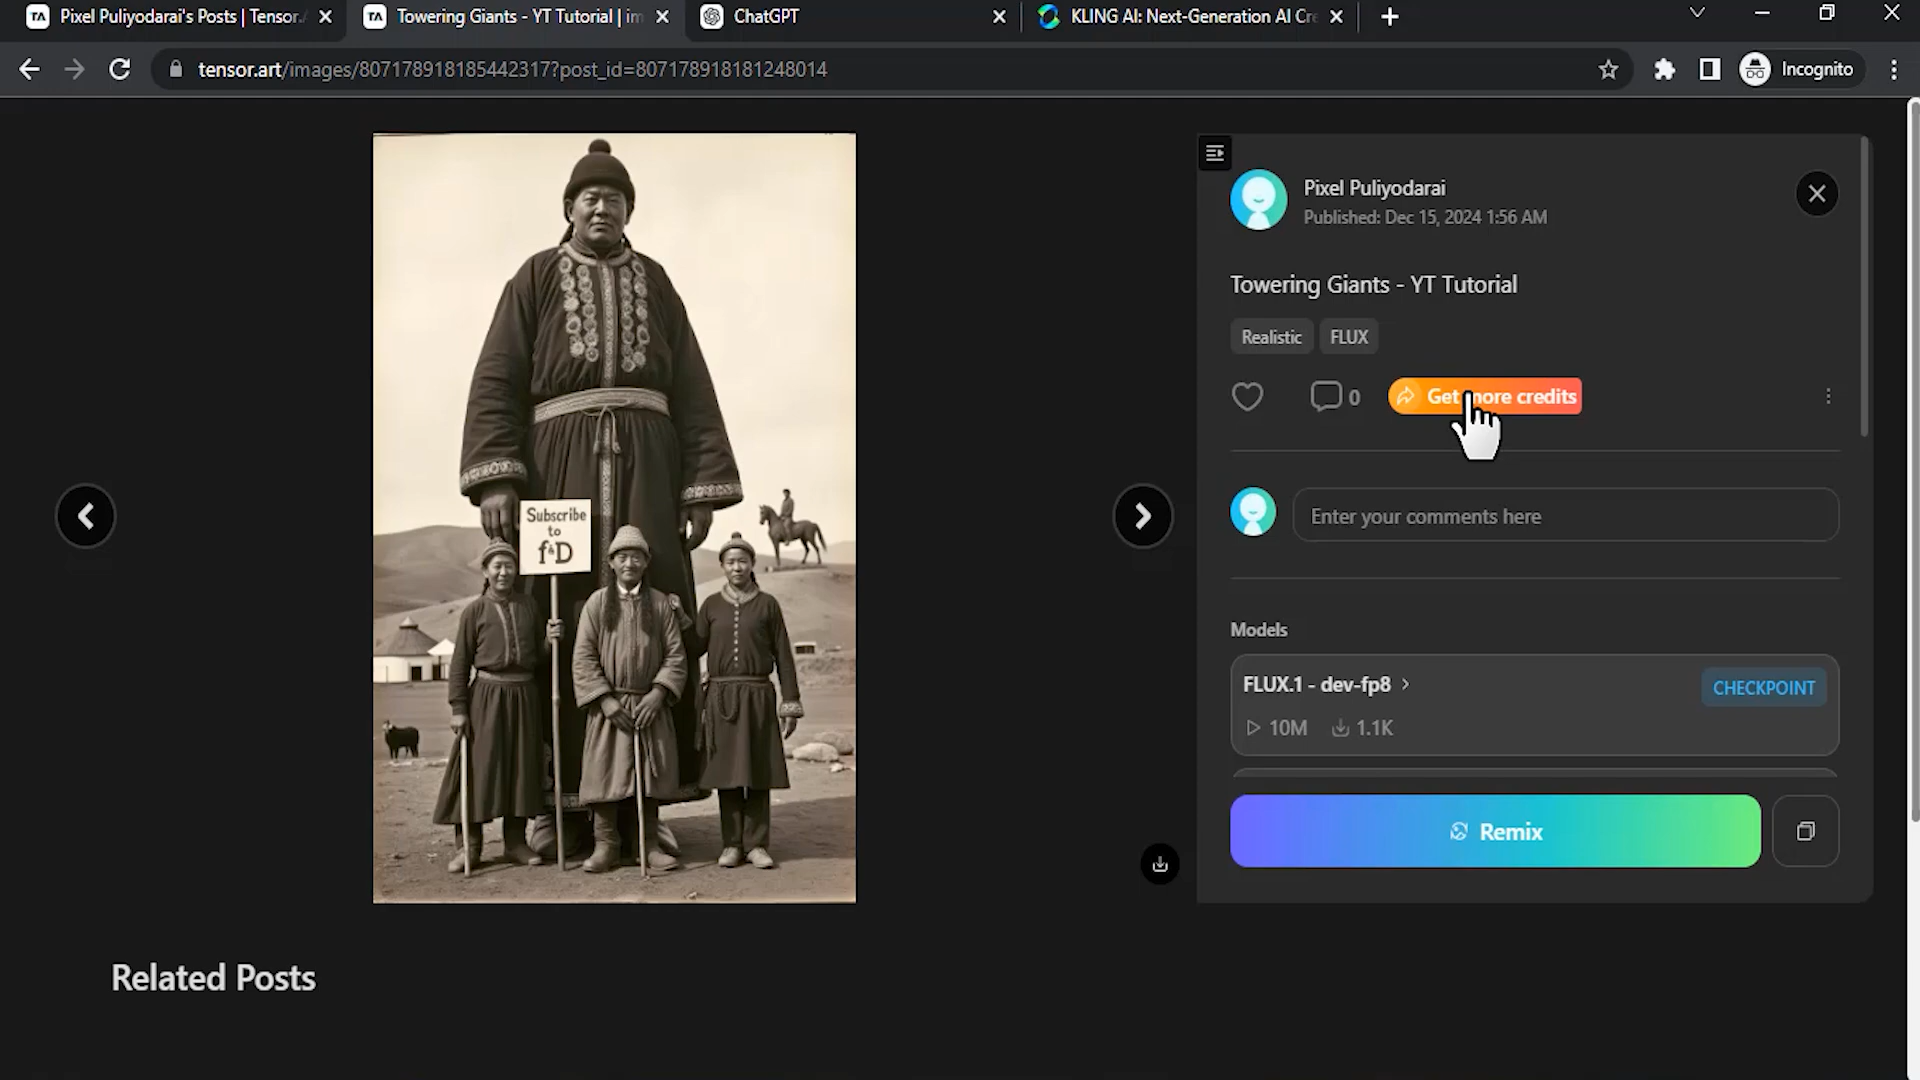 Pixel Puliyodarai's Posts | Tensor.
Towering Giants - YT Tutorial | im
ChatGPT
KLING AI: Next-Generation AI Cre
tensor.art/images/807178918185442317?post_id=807178918181248014
Incognito
Pixel Puliyodarai
Published: Dec 15, 2024 1:56 AM
Towering Giants - YT Tutorial
Realistic
FLUX
0
Get more credits
Enter your comments here
Subscribe
to
f&D
Models
FLUX.1 - dev-fp8
CHECKPOINT
10M
1.1K
Remix
Related Posts